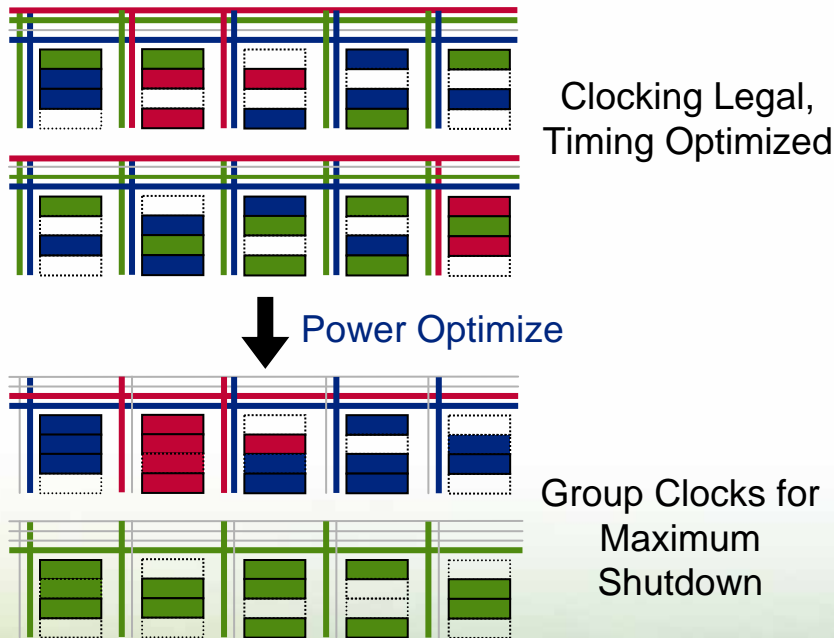 Clocking Legal,
Timing Optimized
Power Optimize
Group Clocks for
Maximum
Shutdown